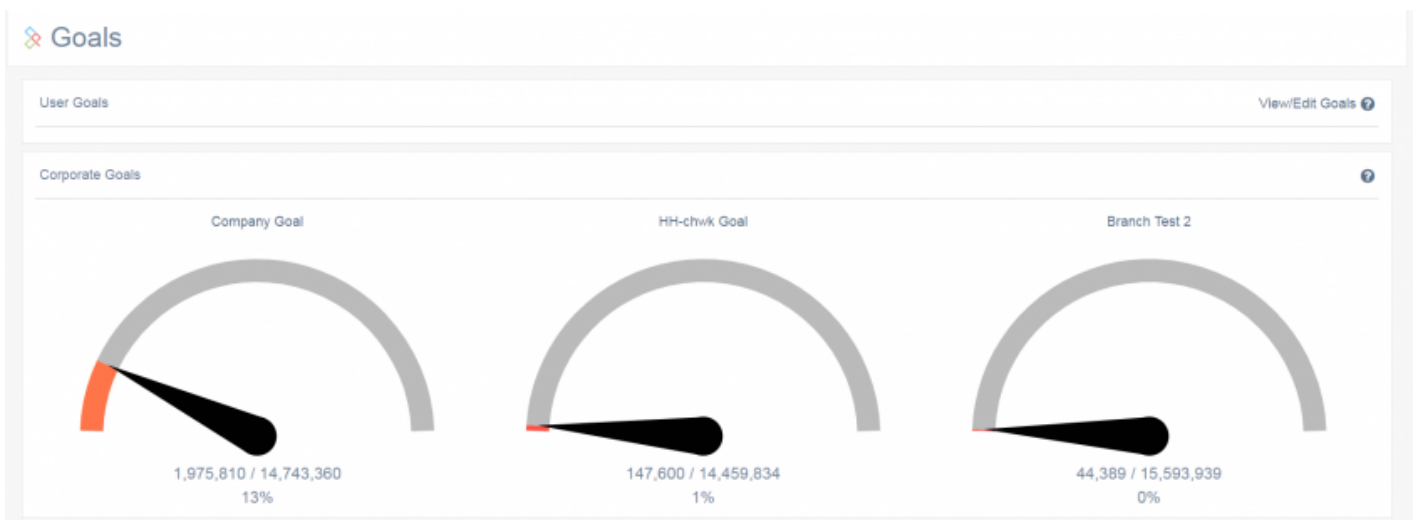 Goals
User Goals
View/Edit Goals
Corporate Goals
Company Goal
HH-chwk Goal
Branch Test 2
1,975,810 / 14,743,360
13%
147,600 / 14,459,834
1%
44,389 / 15,593,939
0%